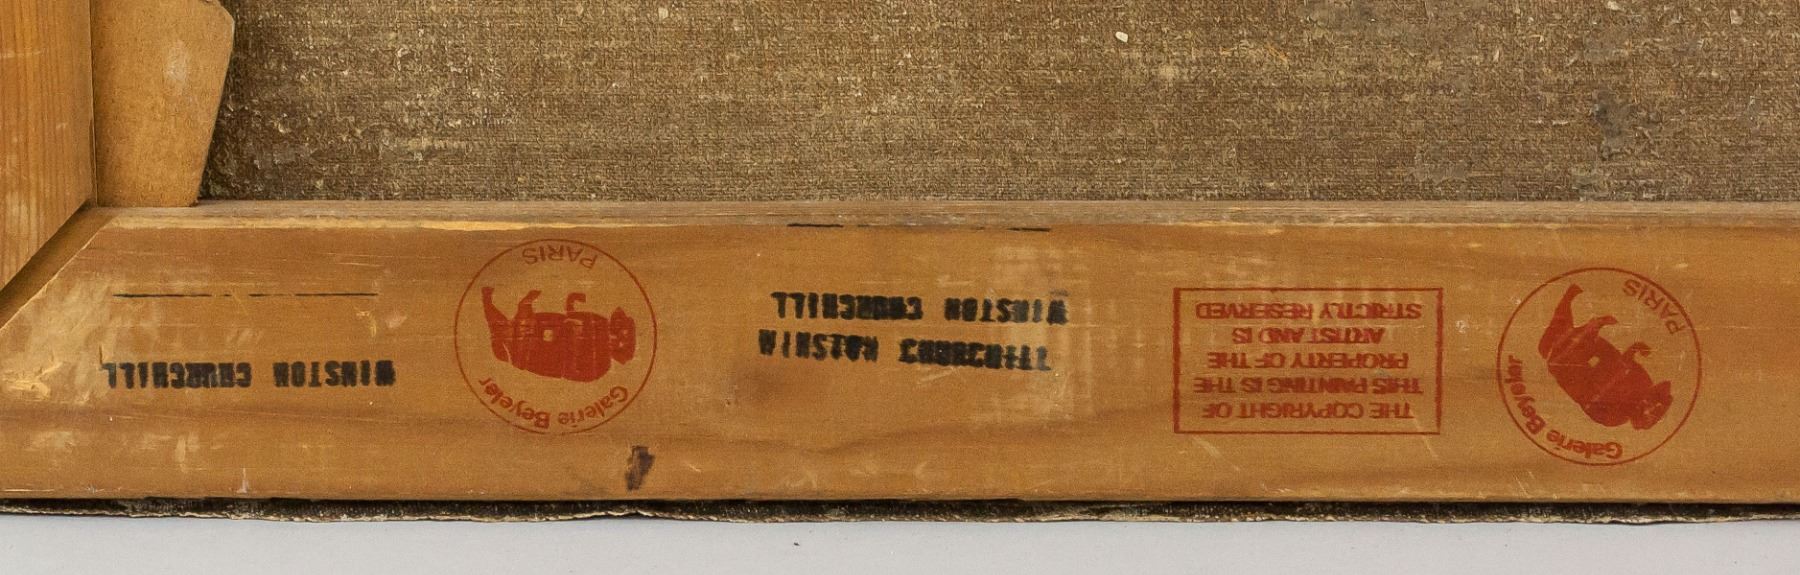 Galerie Beyeler
PARIS
THE COPYRIGHT OF
THIS PAINTING IS THE
PROPERTY OF THE
ARTIST AND IS
STRICTLY RESERVED
WINSTON CHURCHILL
WINSTON CHURCHILL
Galerie Beyeler
PARIS
WINSTON CHURCHILL